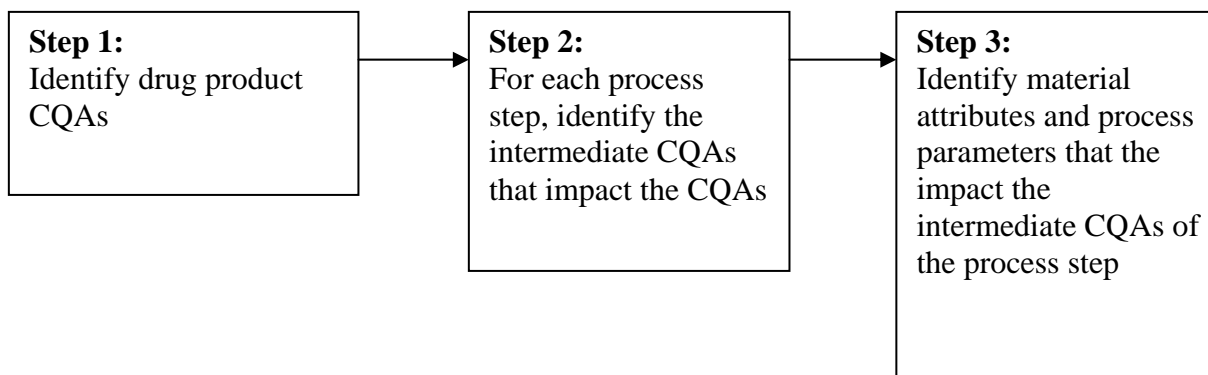 Step 1:
Identify drug product
CQAs
Step 2:
For each process
step, identify the
intermediate CQAs
that impact the CQAs
Step 3:
Identify material
attributes and process
parameters that the
impact the
intermediate CQAs of
the process step